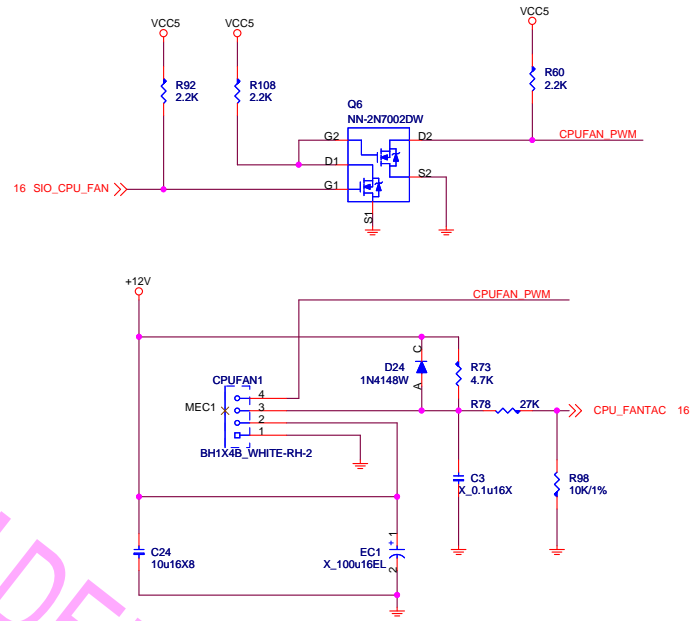 VCC5 VCC5 VCC5
R92
2.2K
R108
2.2K
R60
2.2K
Q6
NN-2N7002DW
G2 D2 CPUFAN_PWM
D1
S2
16 SIO_CPU_FAN G1
S1
+12V
CPUFAN_PWM
C
D24
1N4148W
A
R73
4.7K
CPUFAN1
MEC1
4
3
2
1
BH1X4B_WHITE-RH-2
R78 27K
CPU_FANTAC 16
C3
X_0.1u16X
R98
10K/1%
C24
10u16X8
EC1
X_100u16EL
+ 1
2